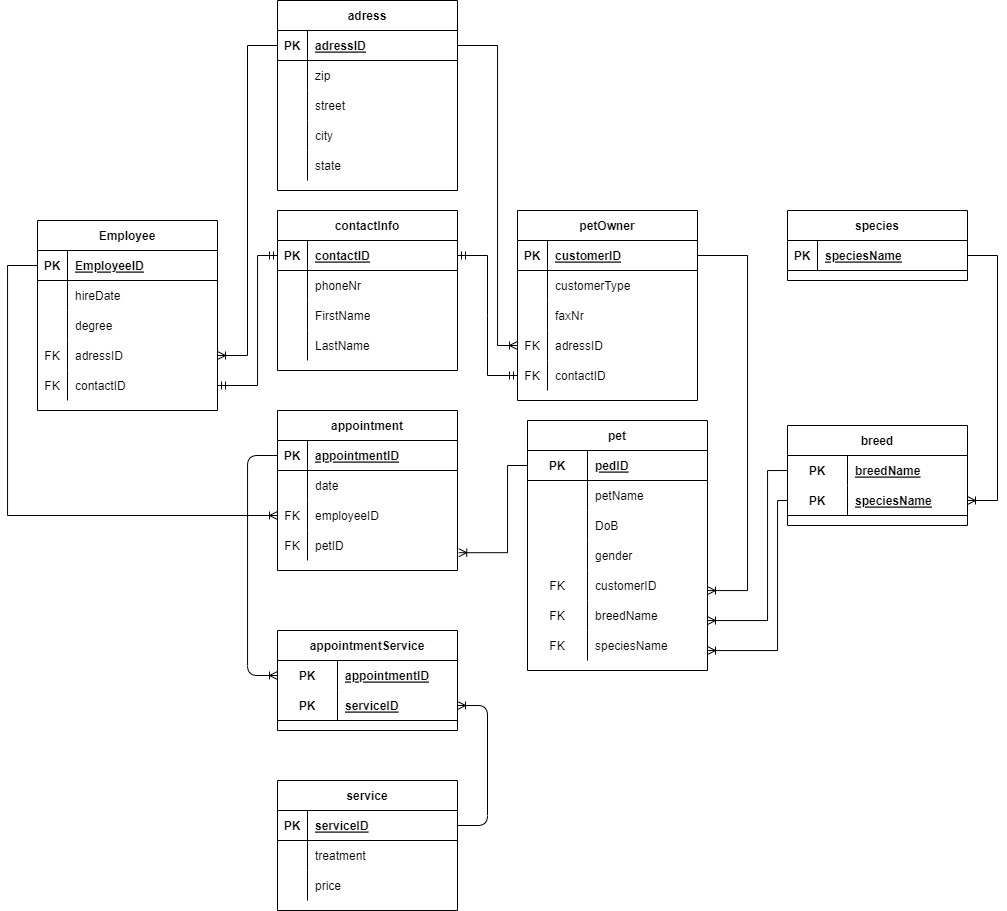 adress
PK adressID
zip
street
city
state
Employee
PK EmployeeID
hireDate
degree
FK adressID
FK contactID
contactInfo
PK contactID
phoneNr
FirstName
LastName
petOwner
PK customerID
customerType
faxNr
FK adressID
FK contactID
species
PK speciesName
appointment
PK appointmentID
date
FK employeeID
FK petID
pet
PK pedID
petName
DoB
gender
FK customerID
FK breedName
FK speciesName
breed
PK breedName
PK speciesName
appointmentService
PK appointmentID
PK serviceID
service
PK serviceID
treatment
price